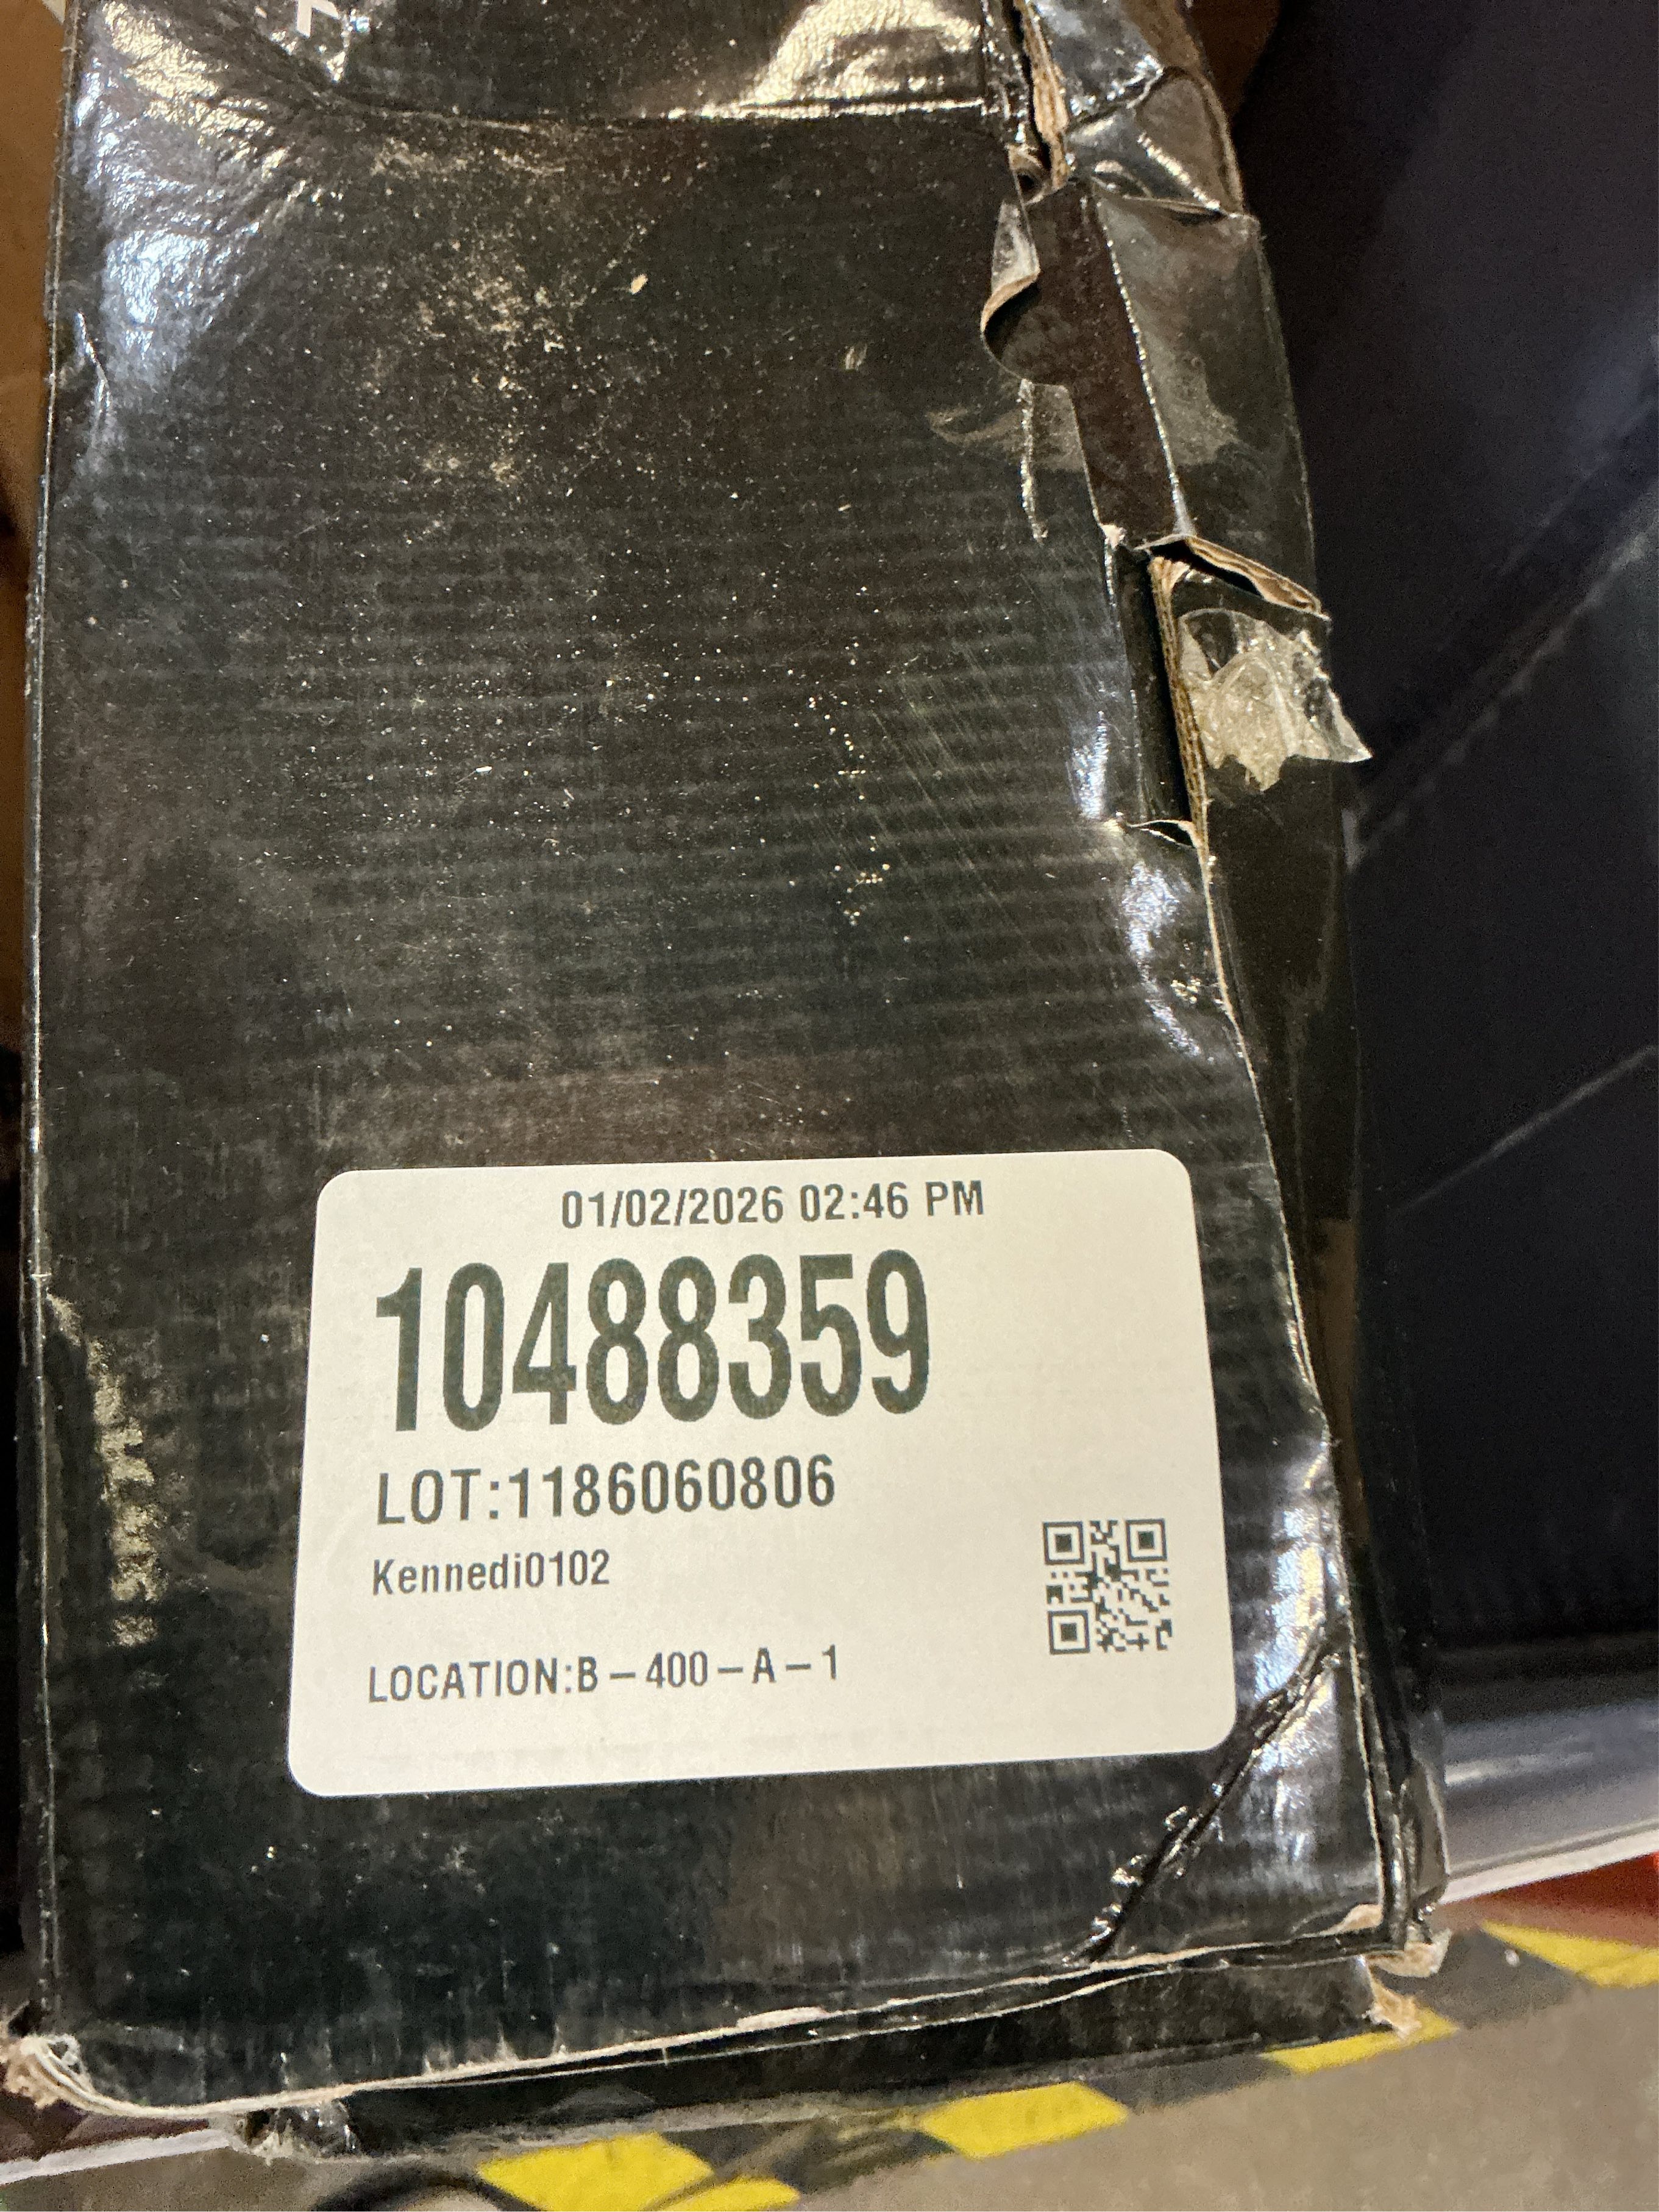 01/02/2026 02:46 PM
10488359
LOT:1186060806
Kennedi0102
LOCATION:B – 400 – A – 1